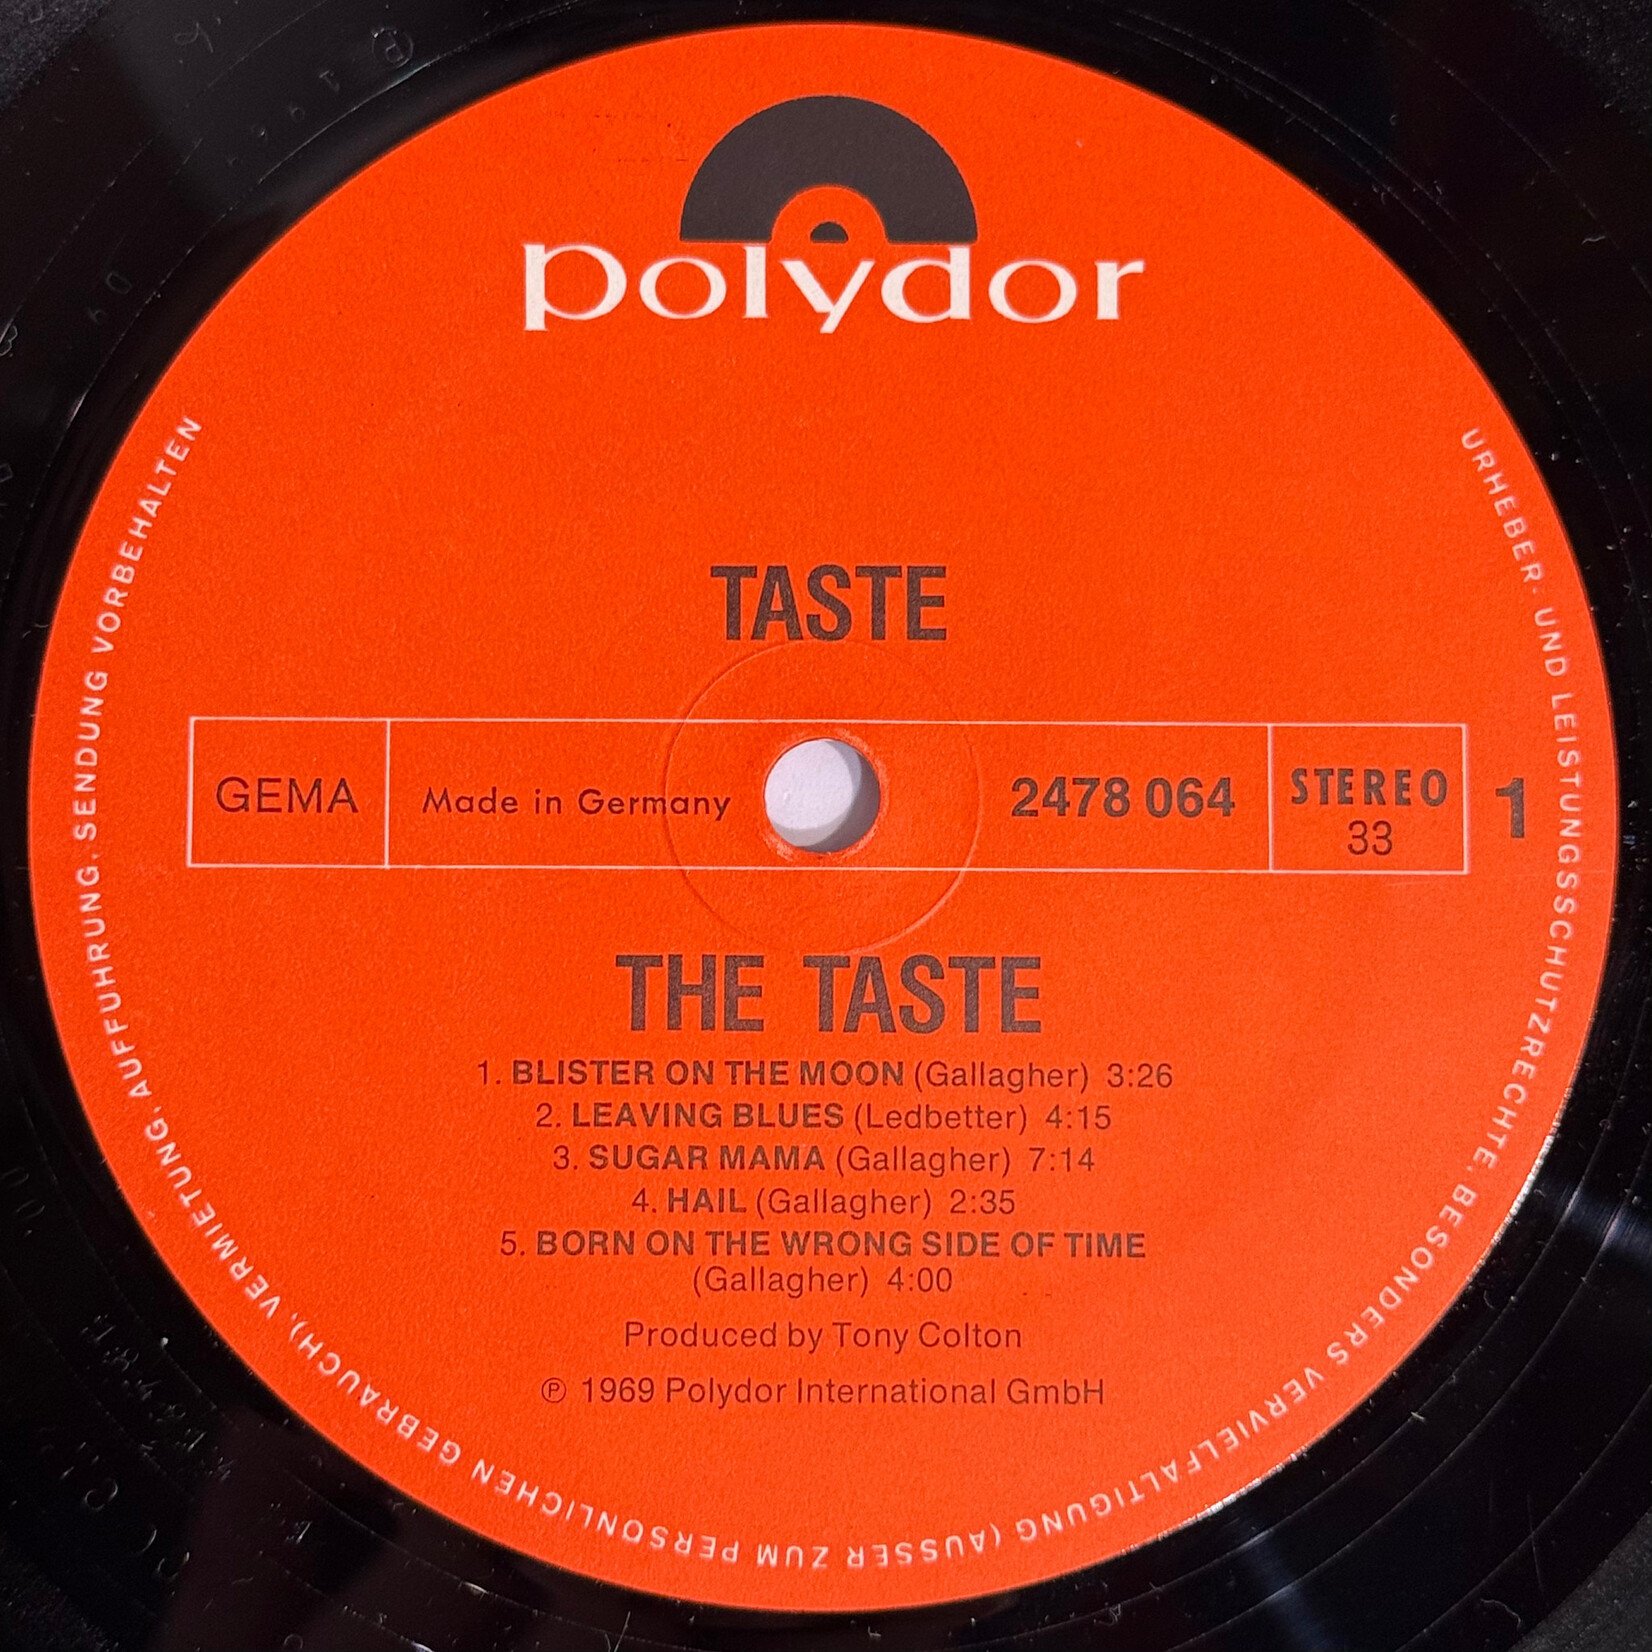 polydor
TASTE
GEMA
Made in Germany
2478 064
STEREO
33
1
THE TASTE
1. BLISTER ON THE MOON (Gallagher) 3:26
2. LEAVING BLUES (Ledbetter) 4:15
3. SUGAR MAMA (Gallagher) 7:14
4. HAIL (Gallagher) 2:35
5. BORN ON THE WRONG SIDE OF TIME
(Gallagher) 4:00
Produced by Tony Colton
℗ 1969 Polydor International GmbH
URHEBER- UND LEISTUNGSSCHUTZRECHTE, BESONDERS VERVIELFÄLTIGUNG (AUSSER ZUM PERSÖNLICHEN GEBRAUCH), VERMIETUNG, AUFFÜHRUNG, SENDUNG VORBEHALTEN